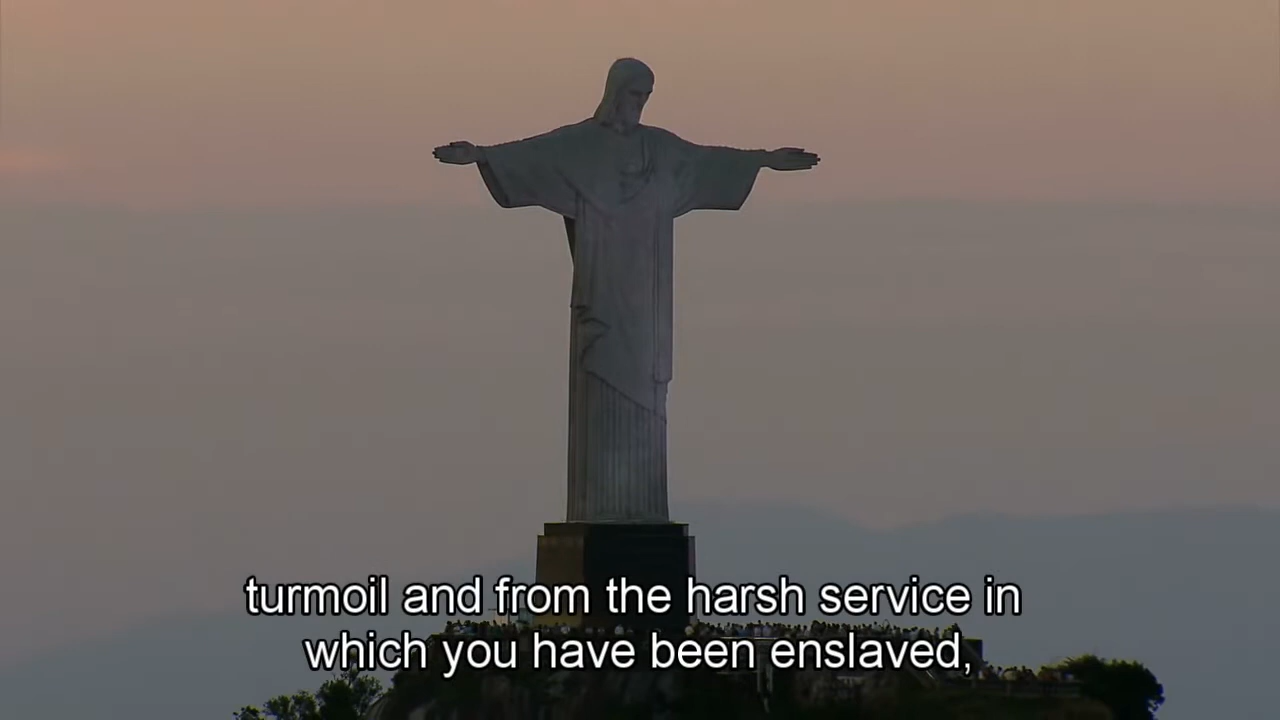 turmoil and from the harsh service in
which you have been enslaved,